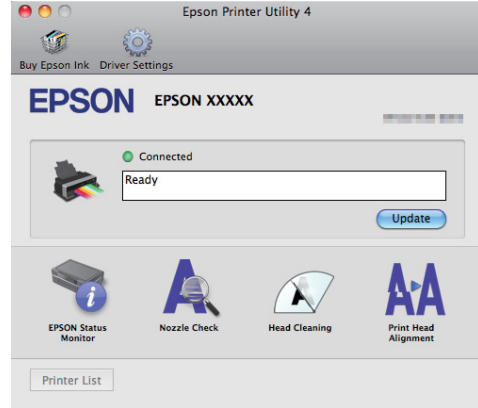 Epson Printer Utility 4
Buy Epson Ink Driver Settings
EPSON EPSON XXXXX
Connected
Ready
Update
EPSON Status
Monitor
Nozzle Check
Head Cleaning
Print Head
Alignment
Printer List